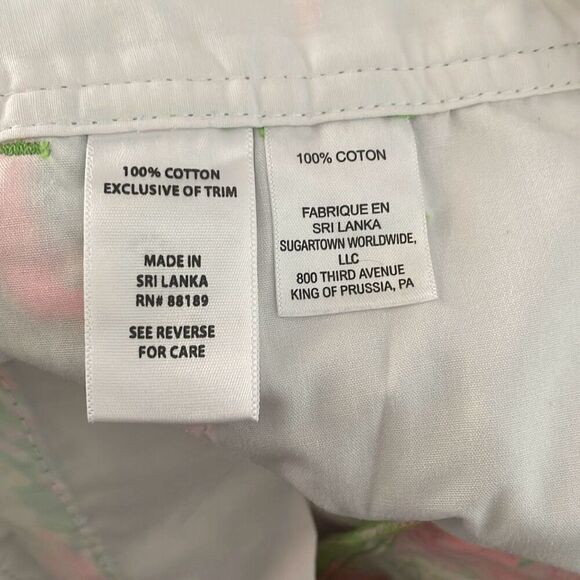 100% COTTON
EXCLUSIVE OF TRIM
MADE IN
SRI LANKA
RN# 88189
SEE REVERSE
FOR CARE
100% COTON
FABRIQUE EN
SRI LANKA
SUGARTOWN WORLDWIDE,
LLC
800 THIRD AVENUE
KING OF PRUSSIA, PA